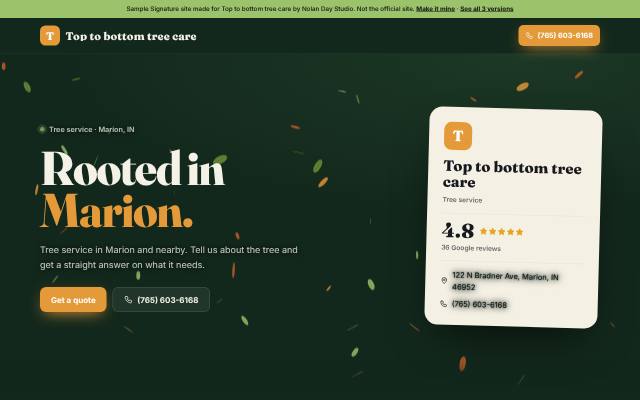 Sample Signature site made for Top to bottom tree care by Nolan Day Studio. Not the official site. Make it mine · See all 3 versions
T Top to bottom tree care
(765) 603-6168
Tree service · Marion, IN
Rooted in
Marion.
Tree service in Marion and nearby. Tell us about the tree and
get a straight answer on what it needs.
Get a quote
(765) 603-6168
T
Top to bottom tree
care
Tree service
4.8 ★★★★★
36 Google reviews
122 N Bradner Ave, Marion, IN
46952
(765) 603-6168